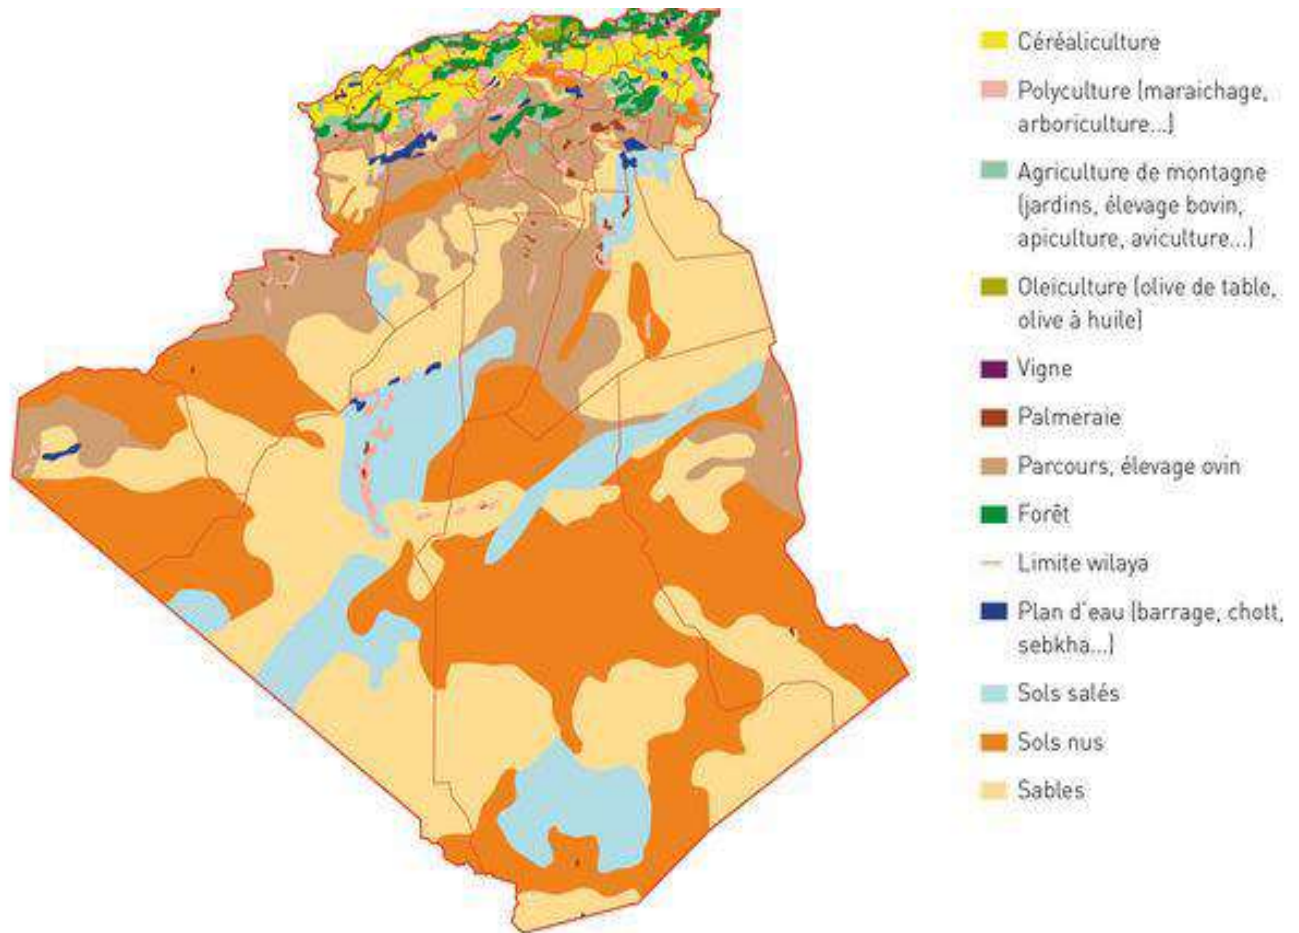 Céréaliculture
Polyculture (maraichage,
arboriculture...)
Agriculture de montagne
(jardins, élevage bovin,
apiculture, aviculture...)
Oleiculture (olive de table,
olive à huile)
Vigne
Palmeraie
Parcours, élevage ovin
Forêt
Limite wilaya
Plan d'eau (barrage, chott,
sebkha...)
Sols salés
Sols nus
Sables